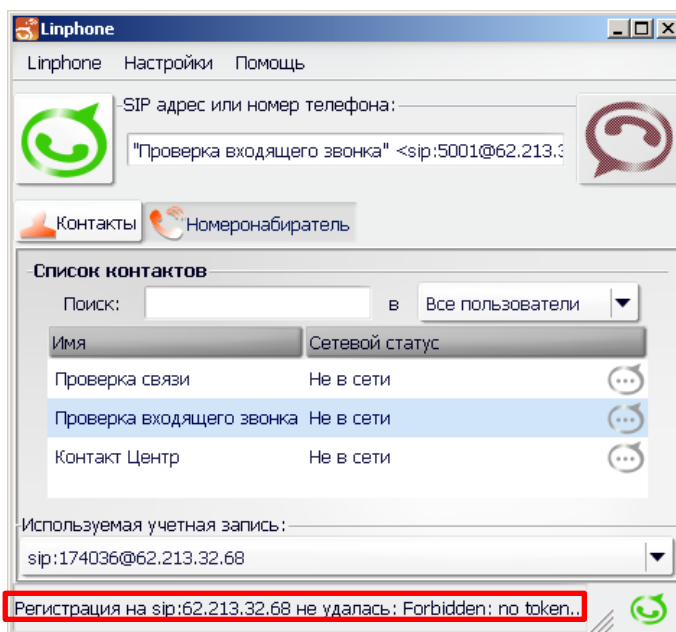 Linphone
Linphone Настройки Помощь
SIP адрес или номер телефона:
"Проверка входящего звонка" <sip:5001@62.213.3
Контакты Номеронабиратель
Список контактов
Поиск: в Все пользователи
Имя Сетевой статус
Проверка связи Не в сети
Проверка входящего звонка Не в сети
Контакт Центр Не в сети
Используемая учетная запись:
sip:174036@62.213.32.68
Регистрация на sip:62.213.32.68 не удалась: Forbidden: no token..